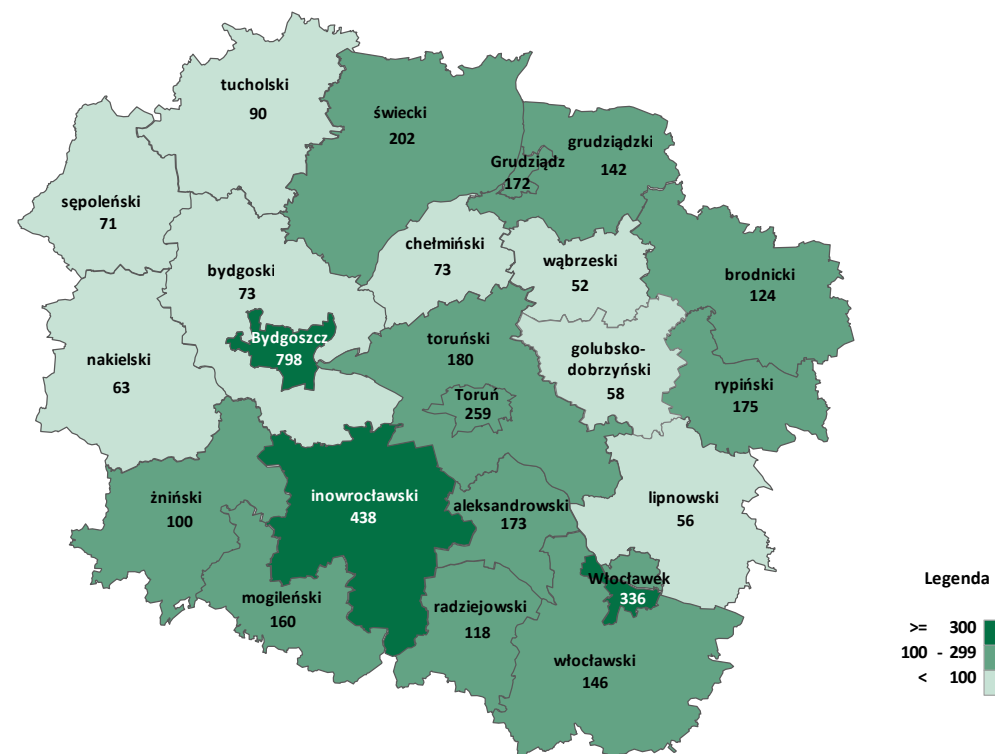 tucholski
90
świecki
202
grudziądzki
142
Grudziądz
172
sępoleński
71
chełmiński
73
wąbrzeski
52
brodnicki
124
bydgoski
73
Bydgoszcz
798
toruński
180
golubsko-
dobrzyński
58
nakielski
63
rypiński
175
Toruń
259
żniński
100
inowrocławski
438
aleksandrowski
173
lipnowski
56
Włocławek
336
mogileński
160
radziejowski
118
włocławski
146
Legenda
>= 300
100 - 299
< 100